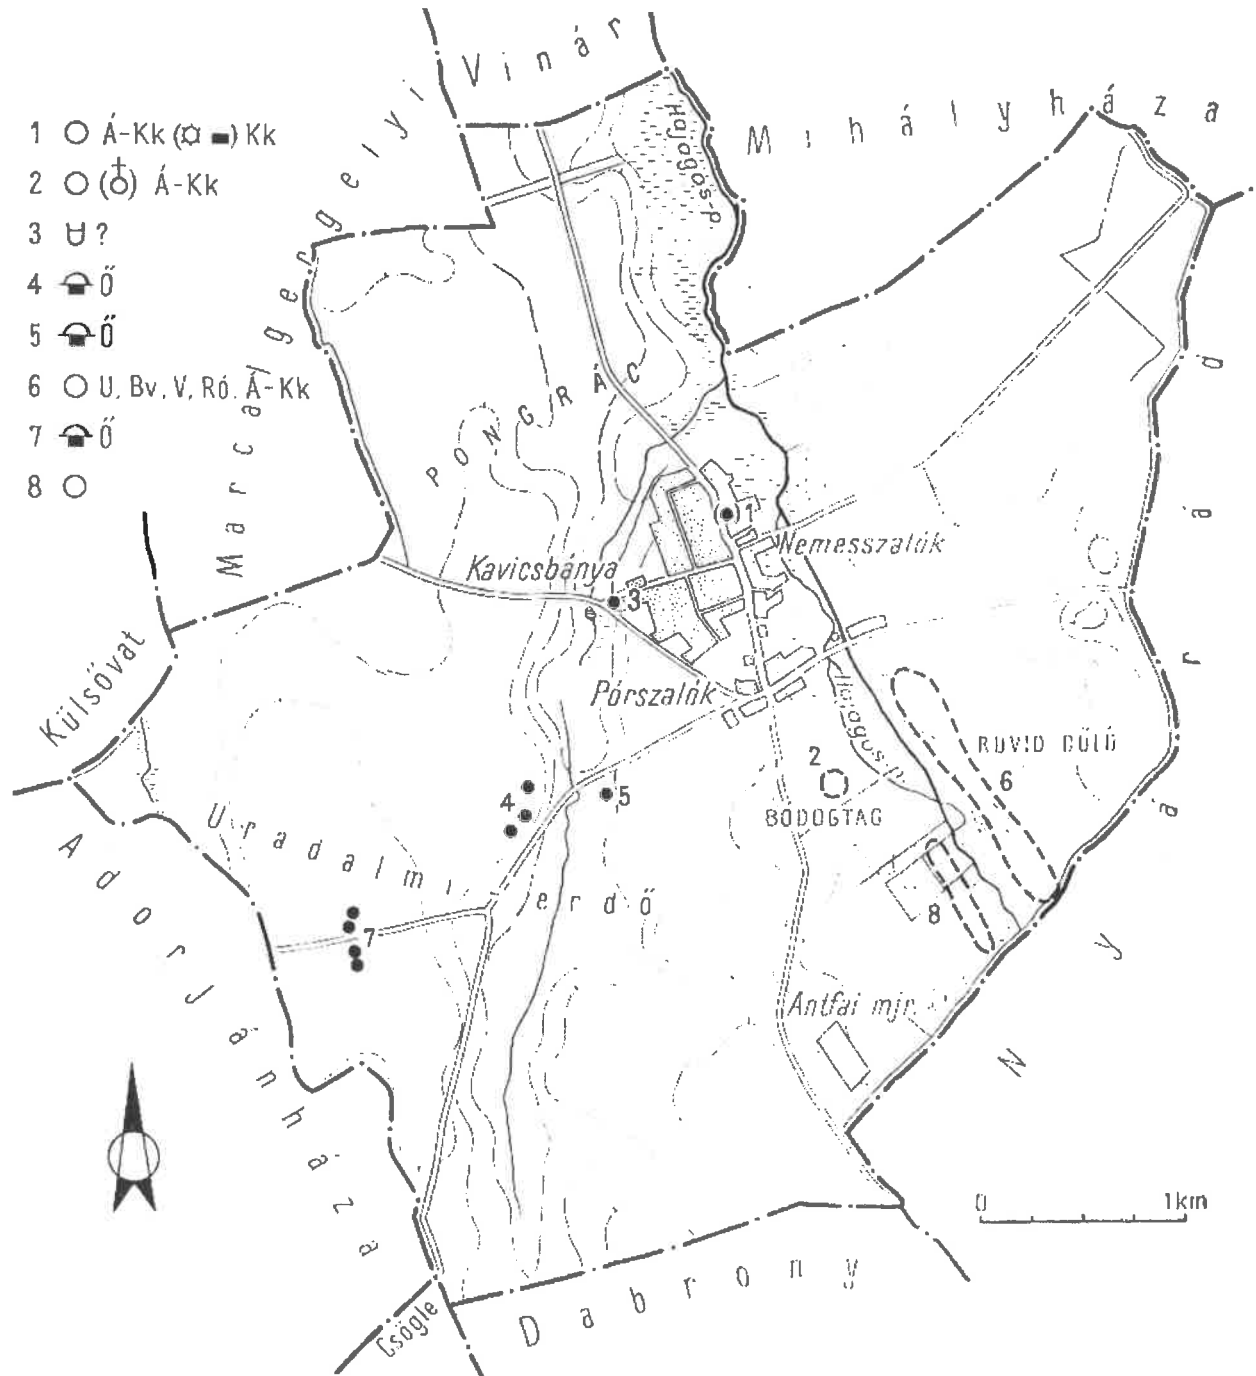 Vinár
Mihályháza
Marcalgergelyi
Hajagos-p.
1 Á-Kk ( ) Kk
2 ( ) Á-Kk
3 ?
4 Ő
5 Ő
6 U, Bv, V, Ró, Á-Kk
7 Ő
8
PONGRÁC
1
Nemesszalók
Kavicsbánya
3
Külsővat
Pórszalók
Hajagos-p.
RÖVID DŰLŐ
6
2
BODOGTAG
4
5
Uradalmi
erdő
7
8
Nyárád
Adorjánháza
Antfai mjr.
0 1km
Csögle
Dabrony